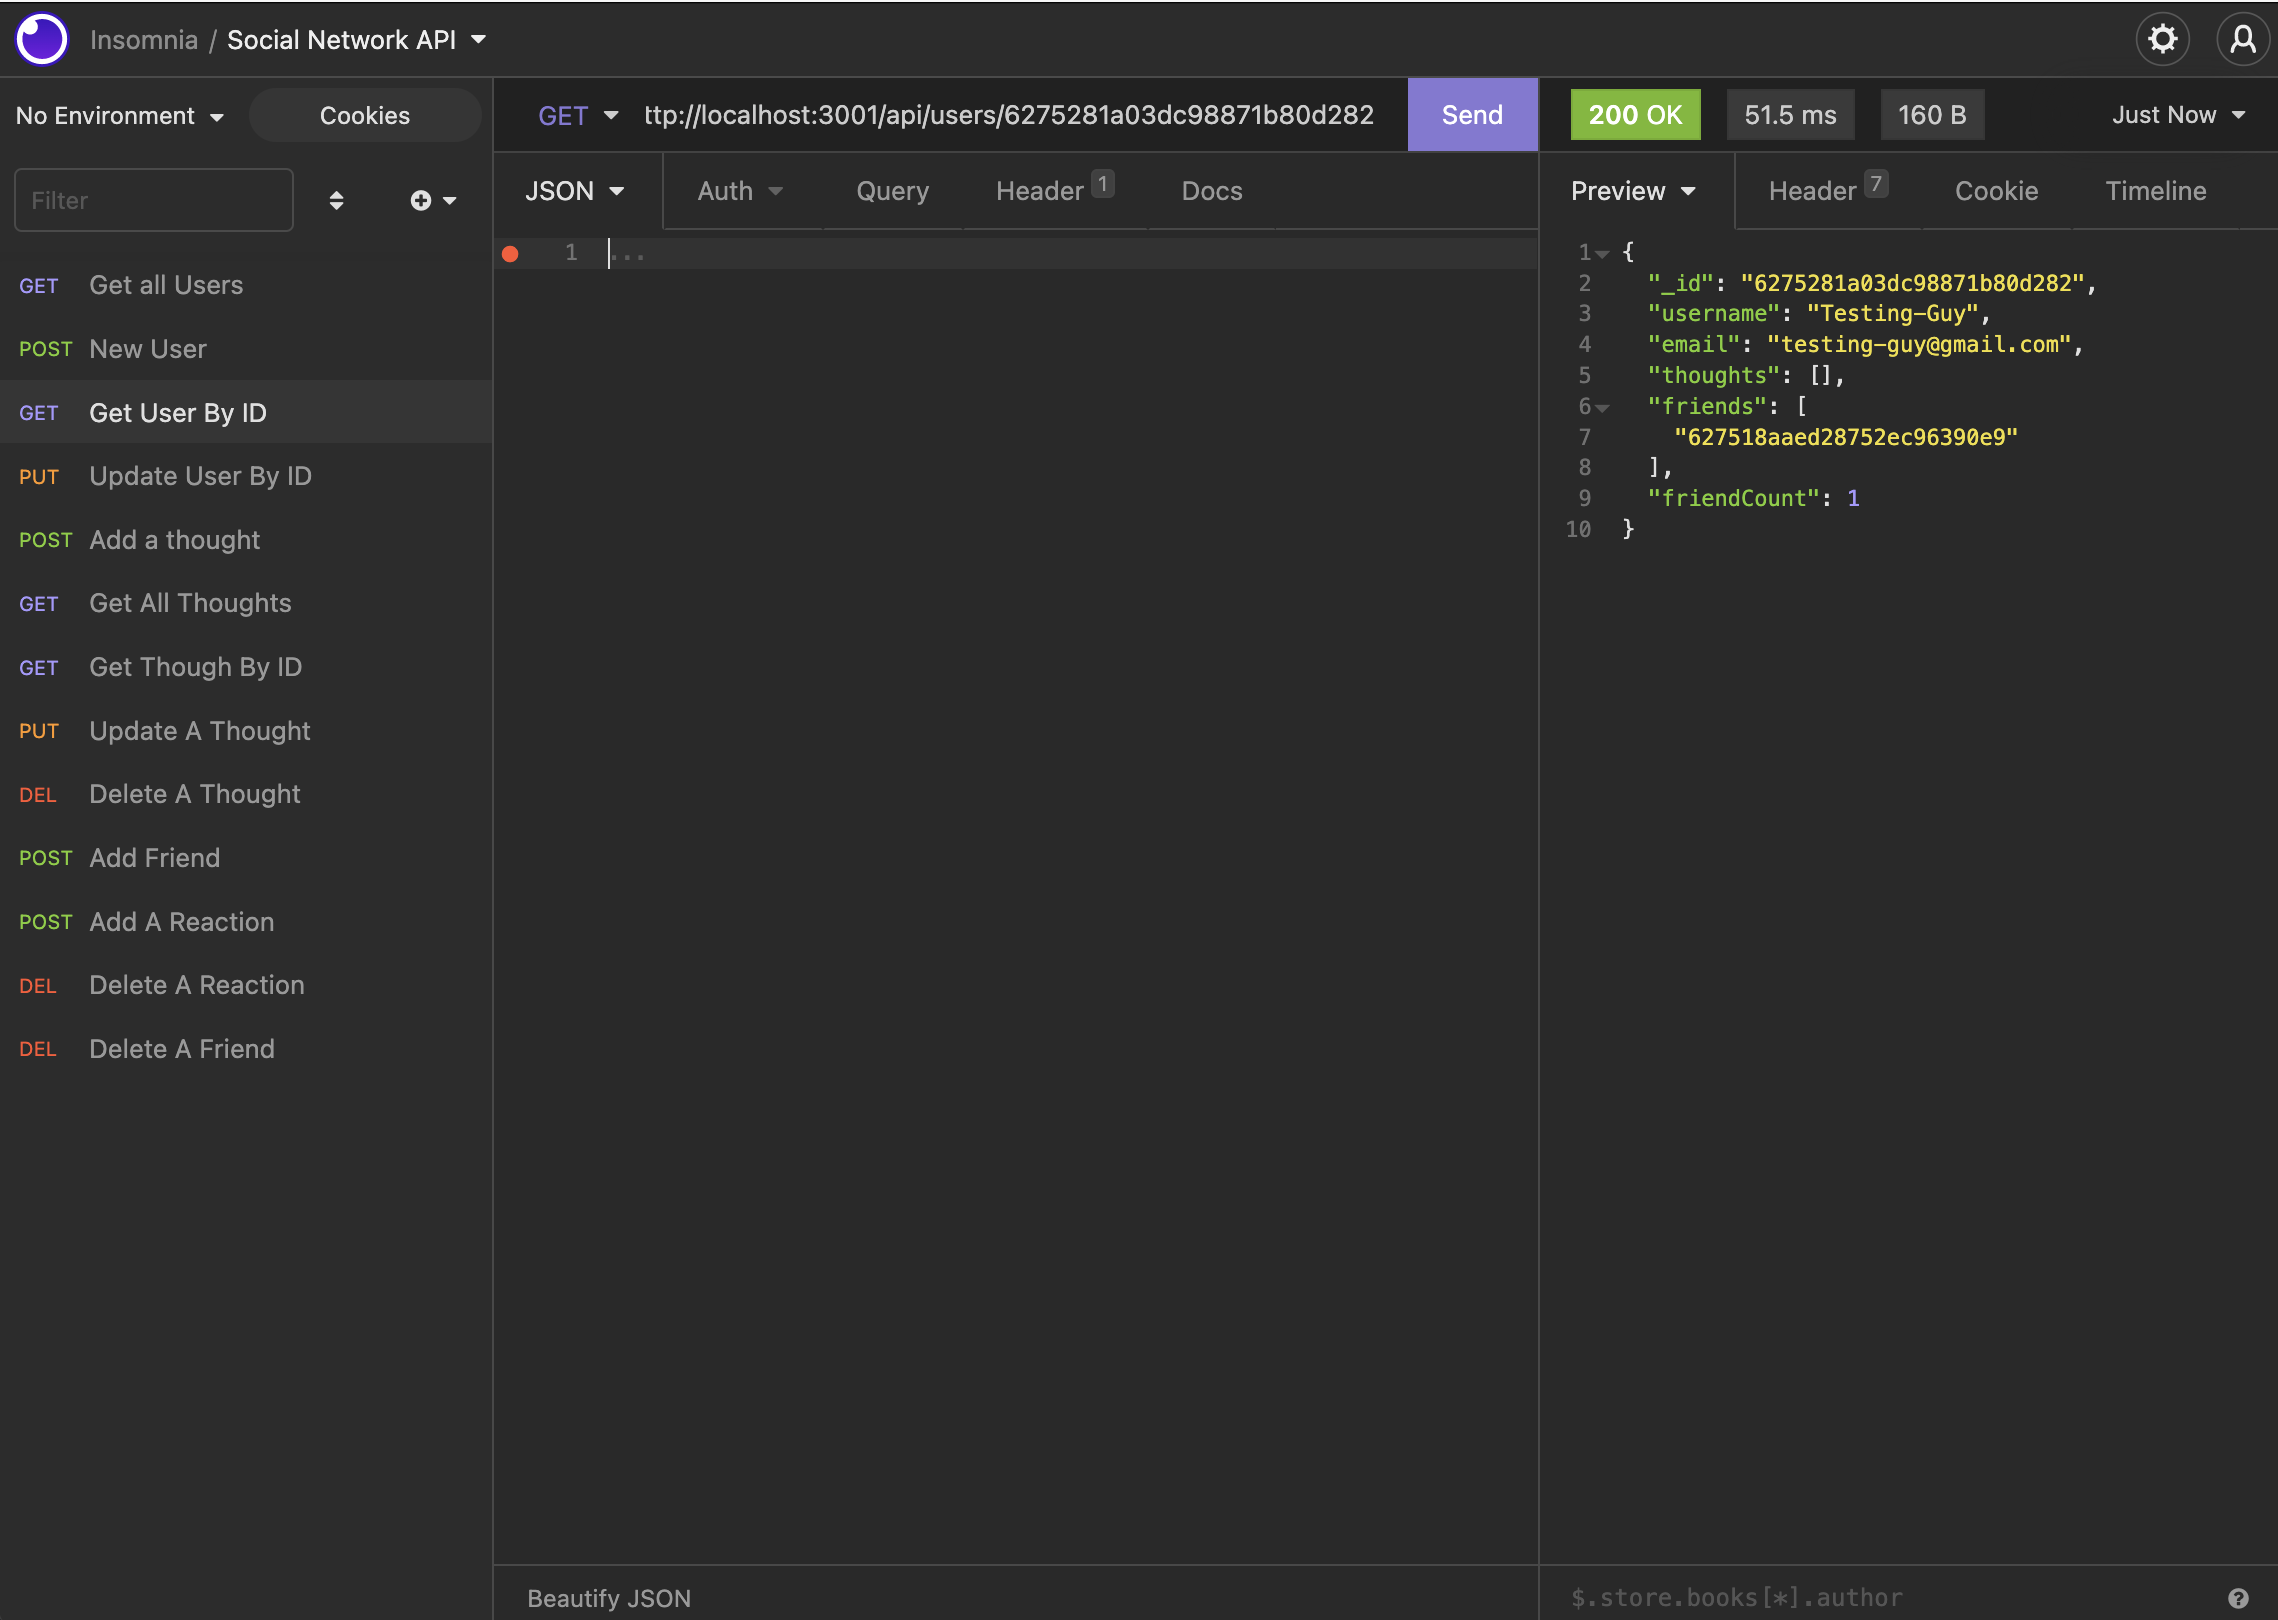 Insomnia / Social Network API
No Environment
Cookies
Filter
GET Get all Users
POST New User
GET Get User By ID
PUT Update User By ID
POST Add a thought
GET Get All Thoughts
GET Get Though By ID
PUT Update A Thought
DEL Delete A Thought
POST Add Friend
POST Add A Reaction
DEL Delete A Reaction
DEL Delete A Friend
GET ttp://localhost:3001/api/users/6275281a03dc98871b80d282 Send
JSON Auth Query Header 1 Docs
1 ...
Beautify JSON
200 OK 51.5 ms 160 B Just Now
Preview Header 7 Cookie Timeline
1 {
2 "_id": "6275281a03dc98871b80d282",
3 "username": "Testing-Guy",
4 "email": "testing-guy@gmail.com",
5 "thoughts": [],
6 "friends": [
7 "627518aaed28752ec96390e9"
8 ],
9 "friendCount": 1
10 }
$.store.books[*].author ?